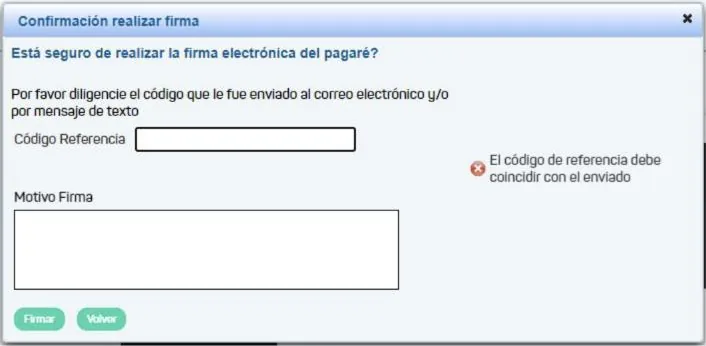 Confirmación realizar firma
Está seguro de realizar la firma electrónica del pagaré?
Por favor diligencie el código que le fue enviado al correo electrónico y/o
por mensaje de texto
Código Referencia
El código de referencia debe
coincidir con el enviado
Motivo Firma
Firmar
Volver